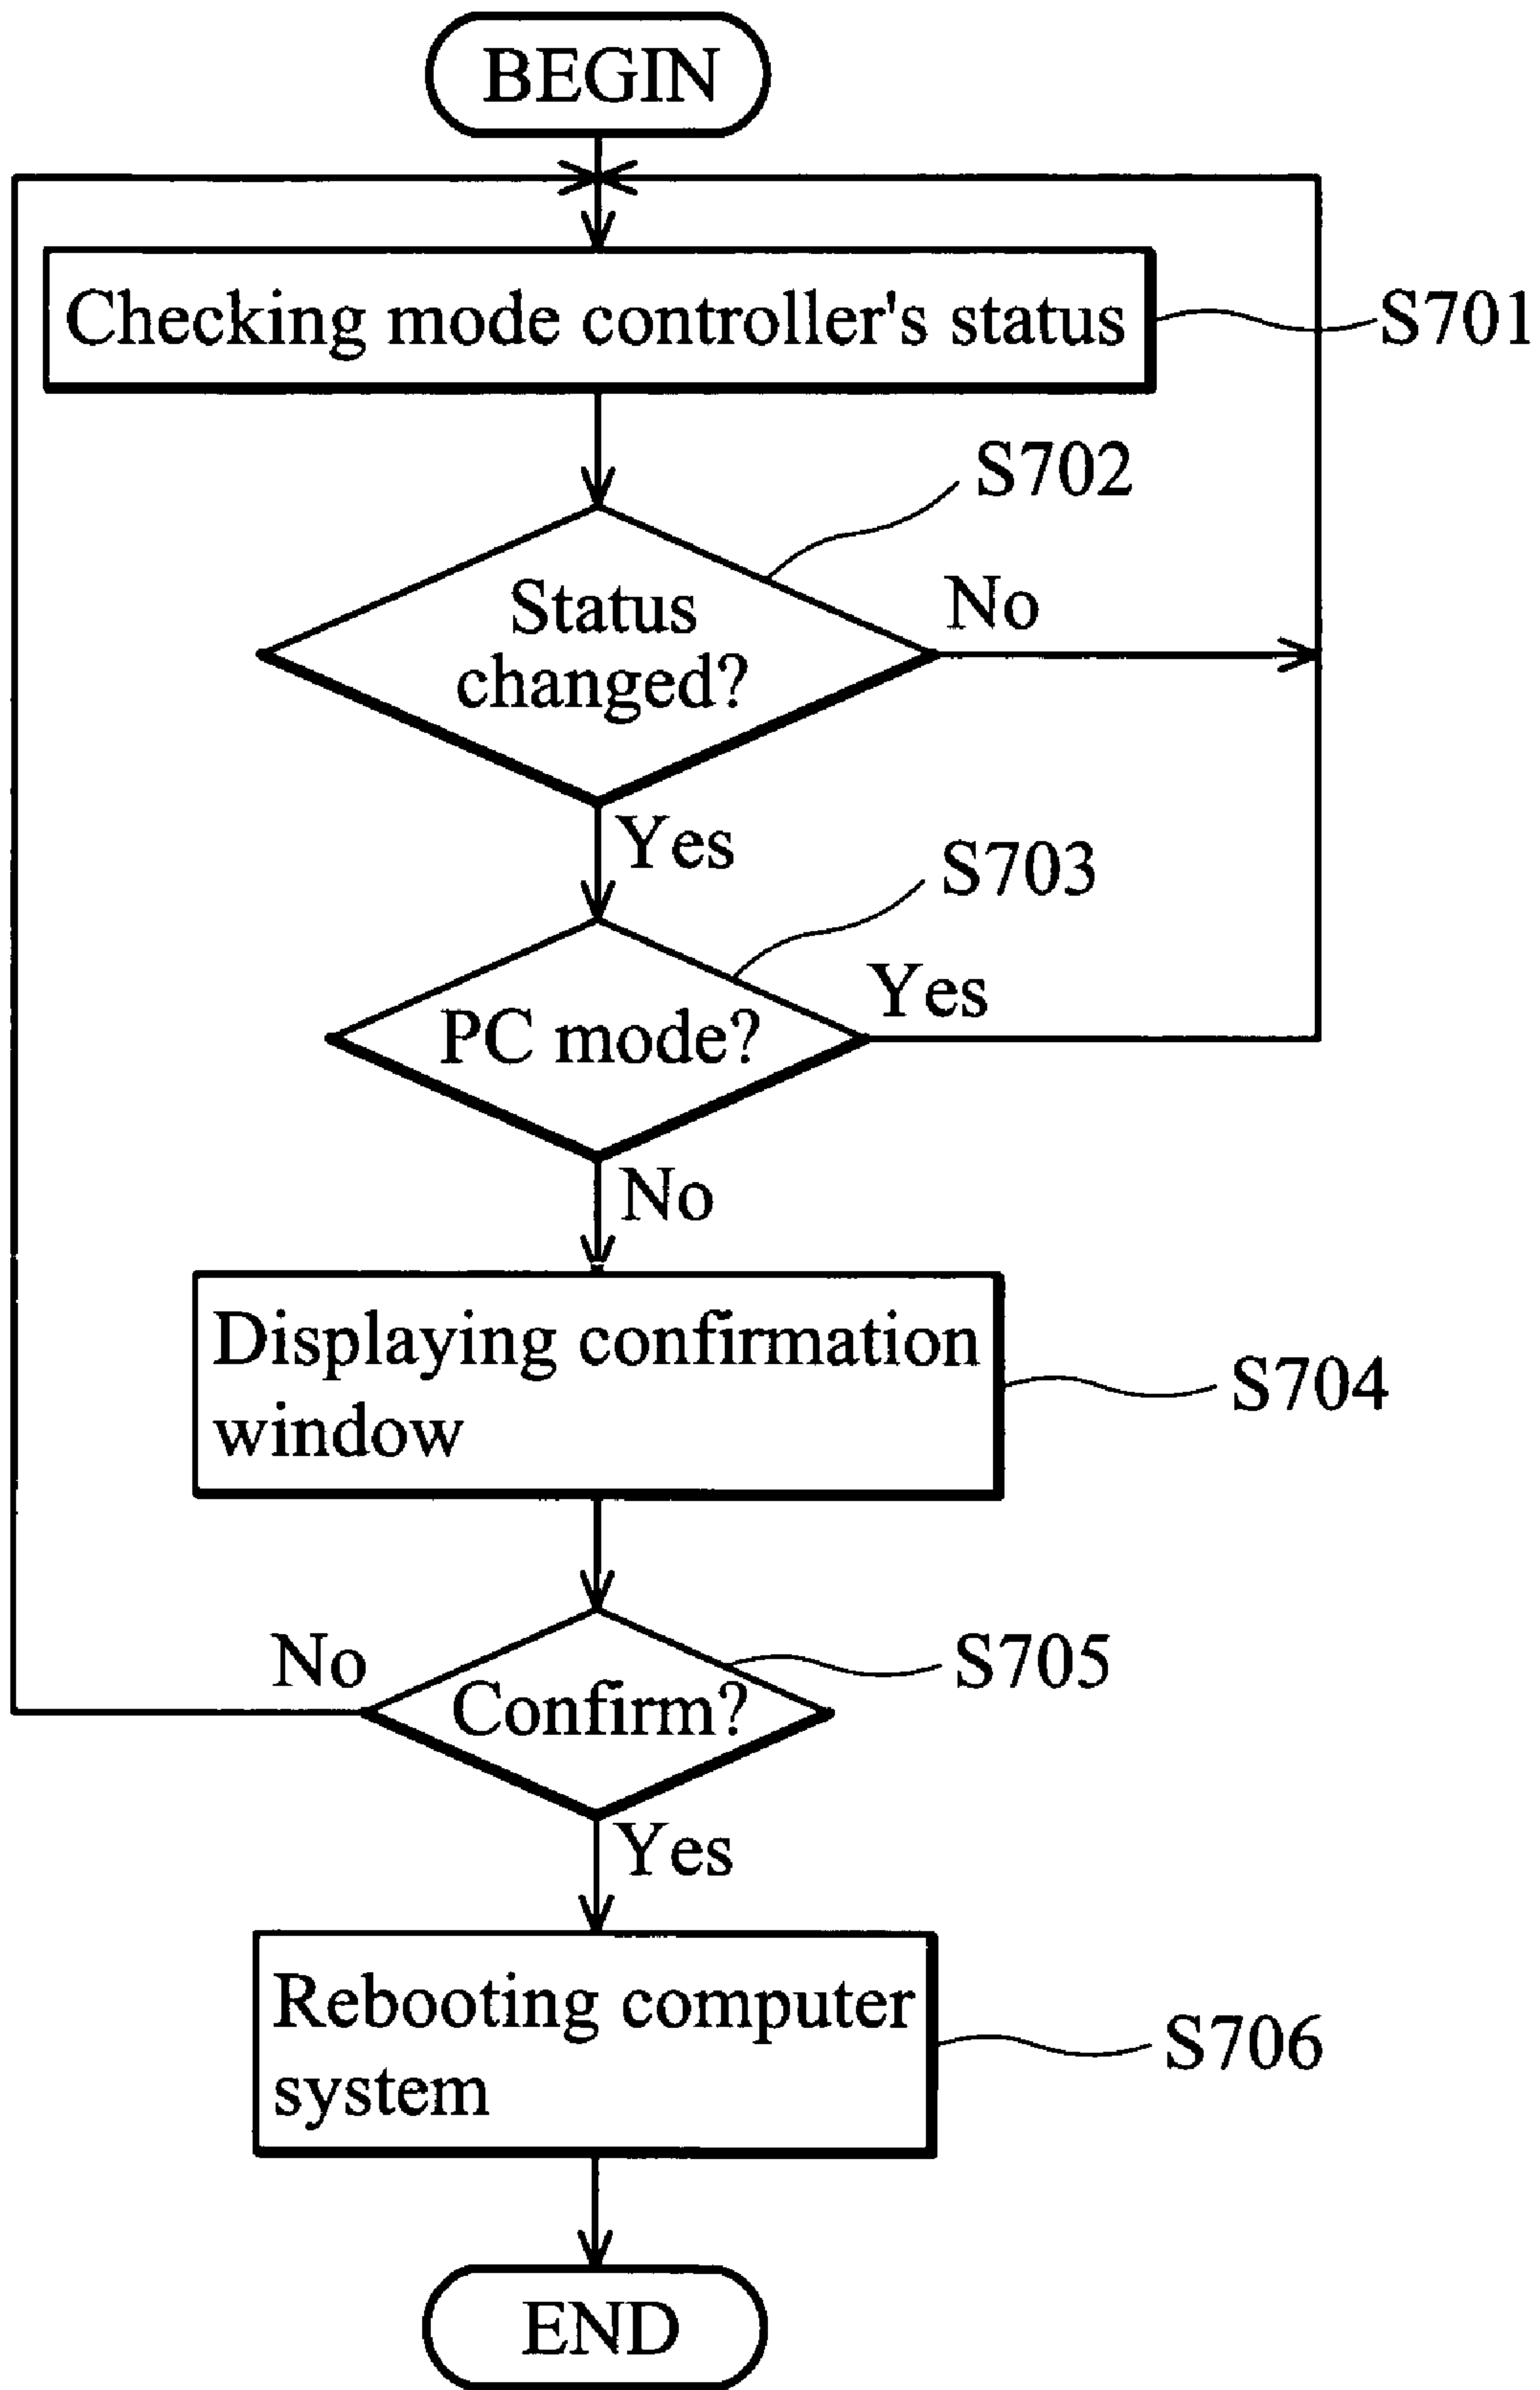 BEGIN
Checking mode controller's status
S701
S702
Status
changed?
No
Yes
S703
PC mode?
Yes
No
Displaying confirmation
window
S704
No
Confirm?
S705
Yes
Rebooting computer
system
S706
END